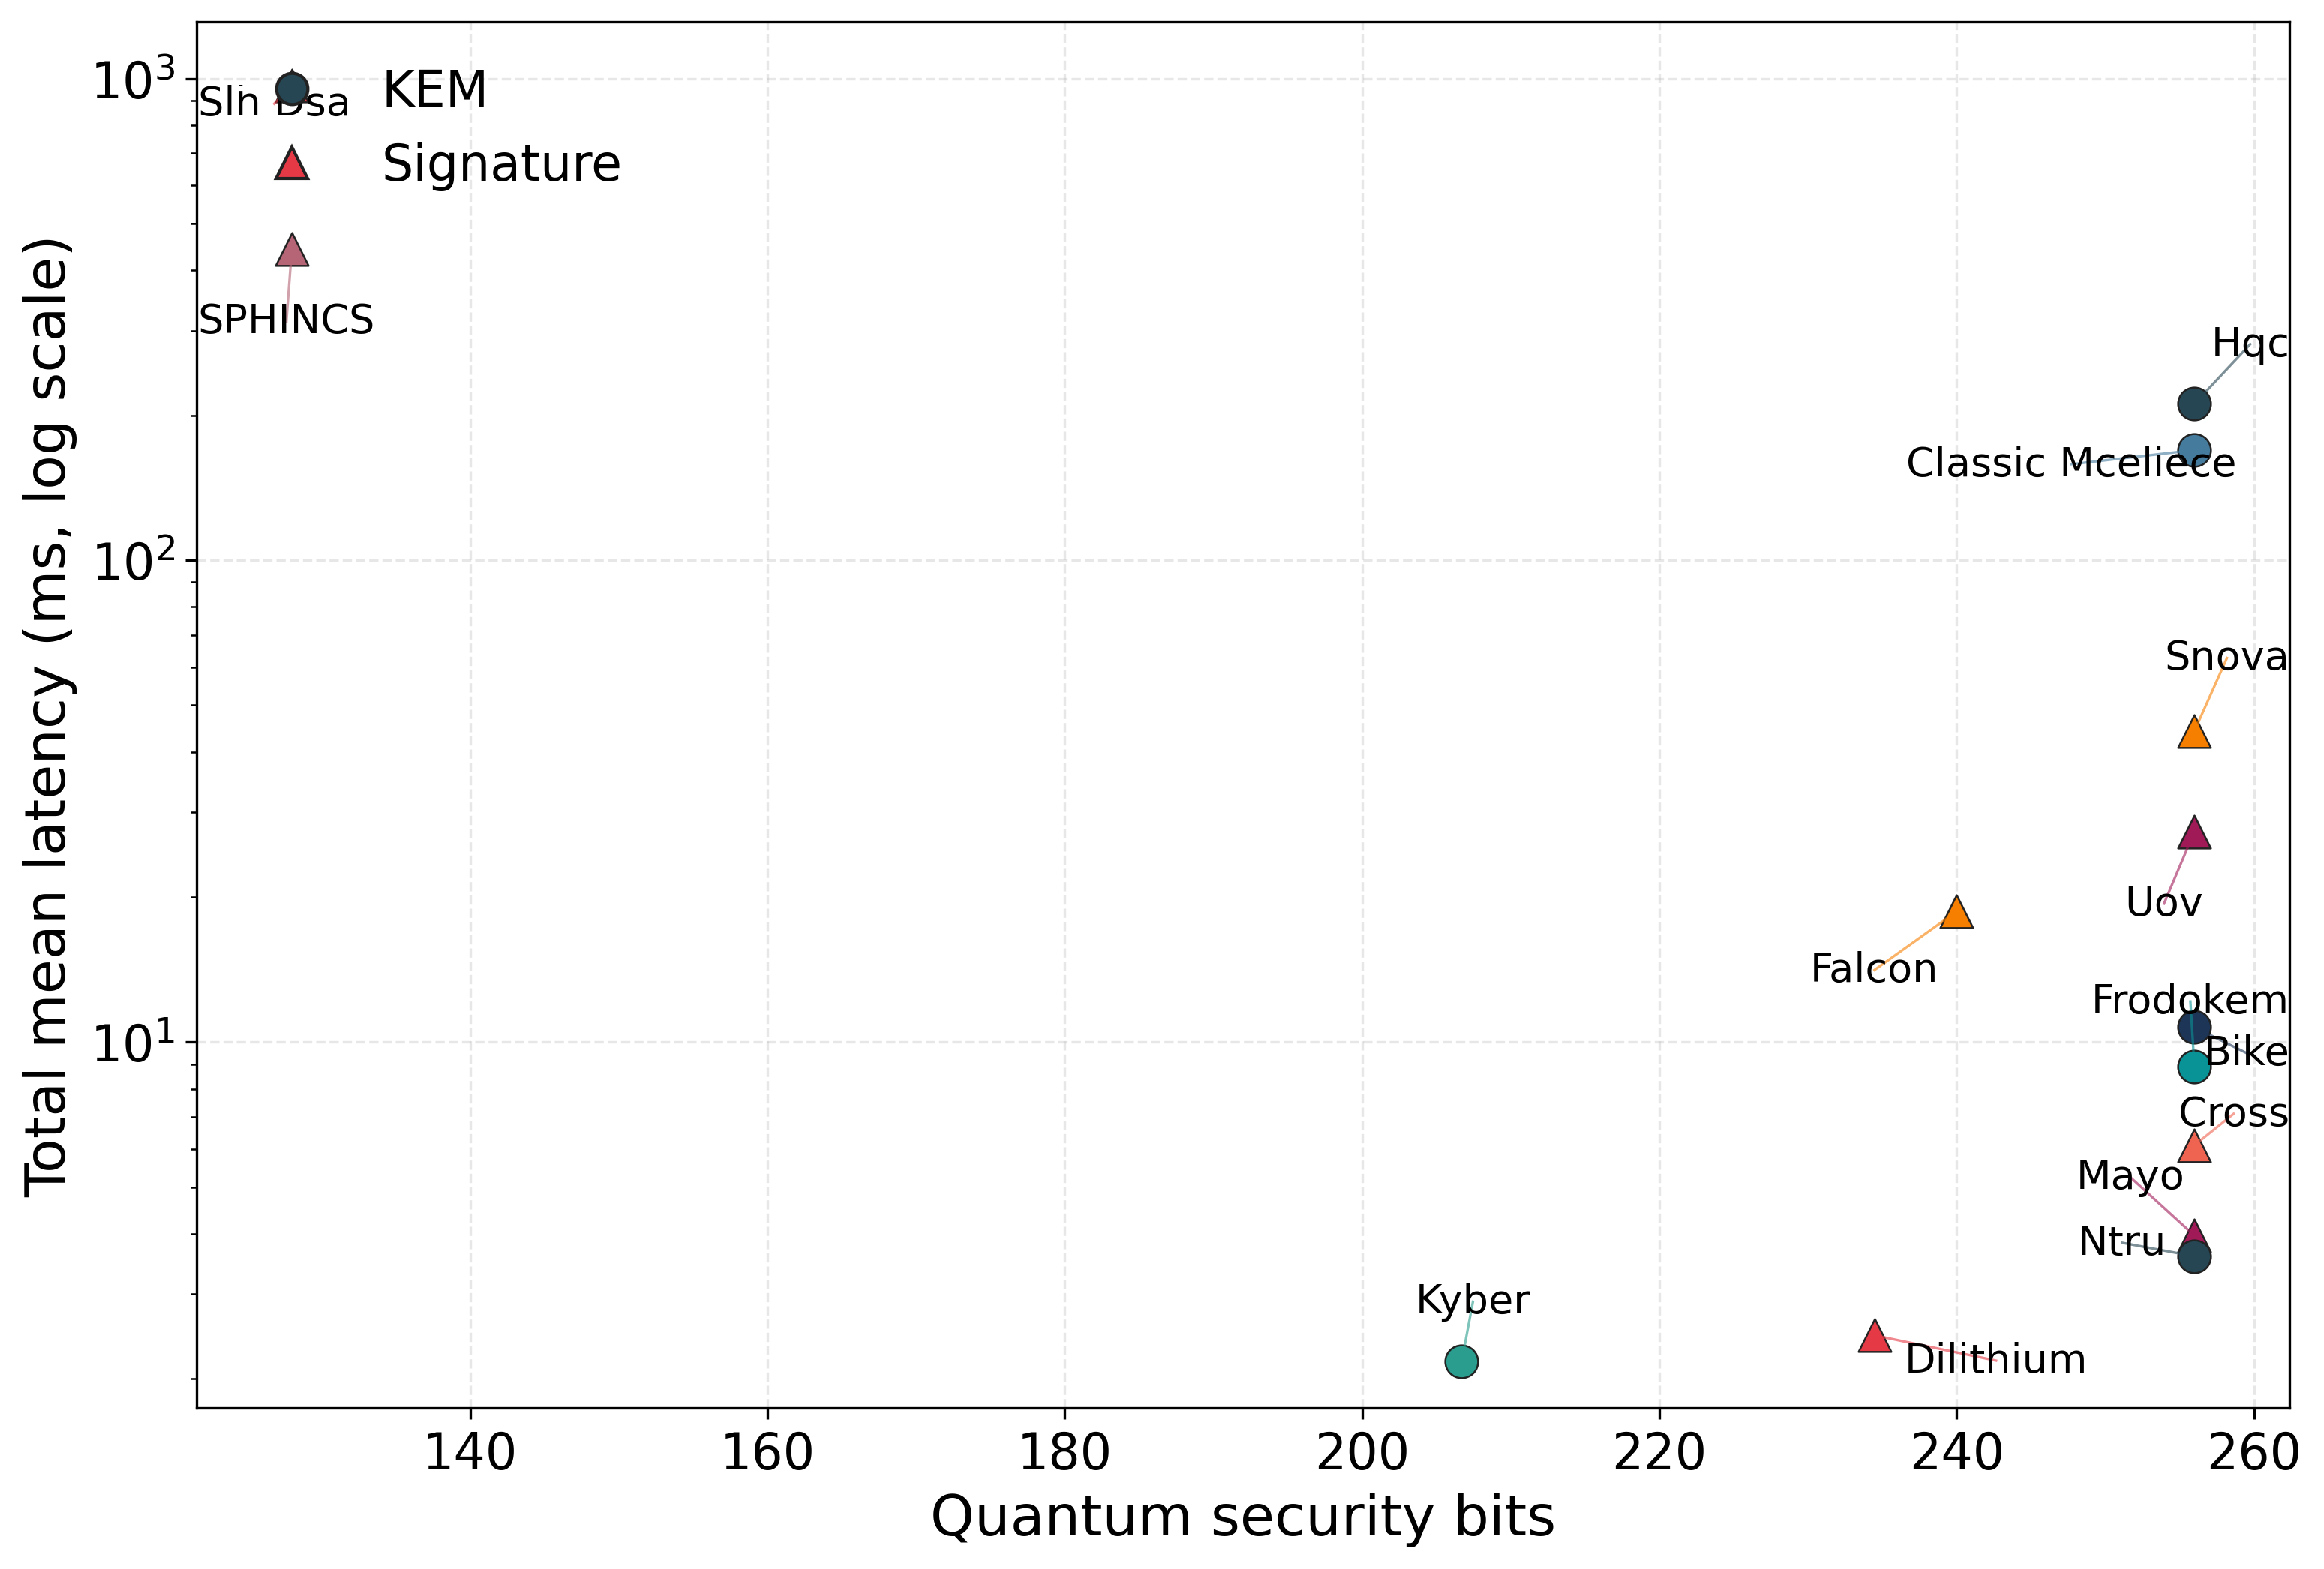 10³
Slh Dsa
KEM
Signature
SPHINCS
Hqc
Classic Mceliece
10²
Snova
Uov
Falcon
Frodokem
10¹
Bike
Cross
Mayo
Ntru
Kyber
Dilithium
Total mean latency (ms, log scale)
140 160 180 200 220 240 260
Quantum security bits